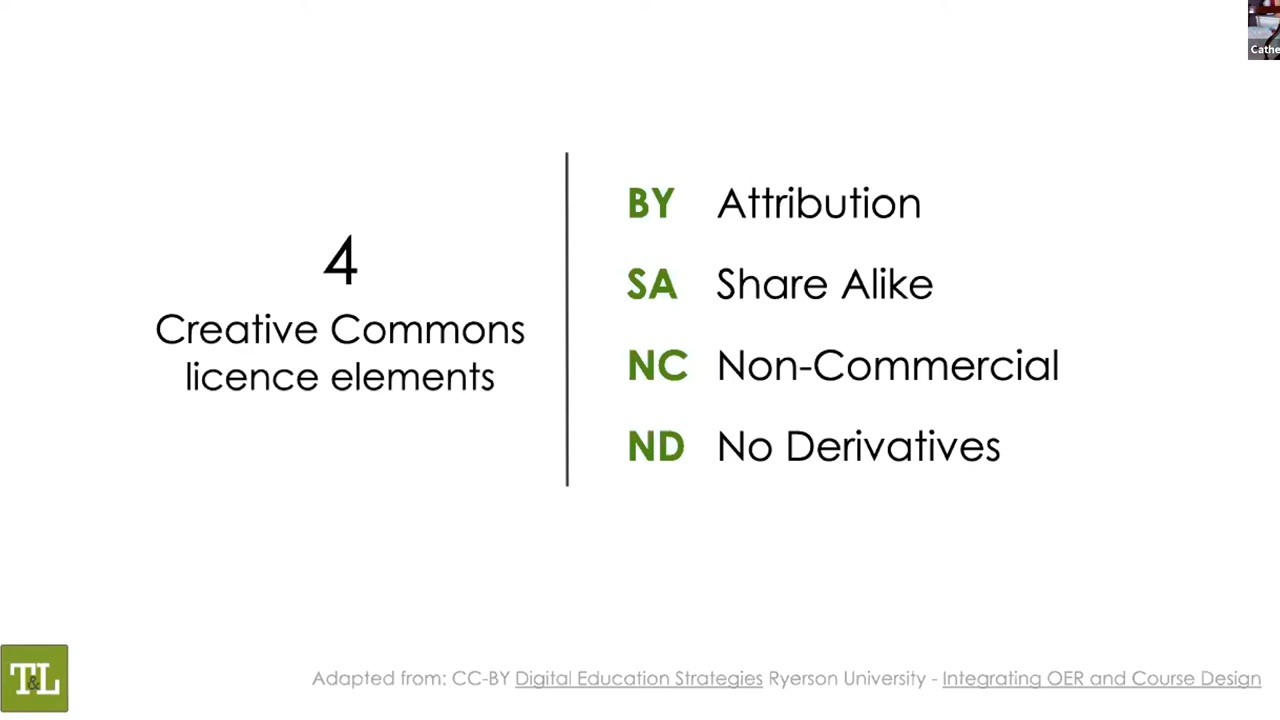 Cathe
4
Creative Commons
licence elements
BY Attribution
SA Share Alike
NC Non-Commercial
ND No Derivatives
T&L
Adapted from: CC-BY Digital Education Strategies Ryerson University - Integrating OER and Course Design